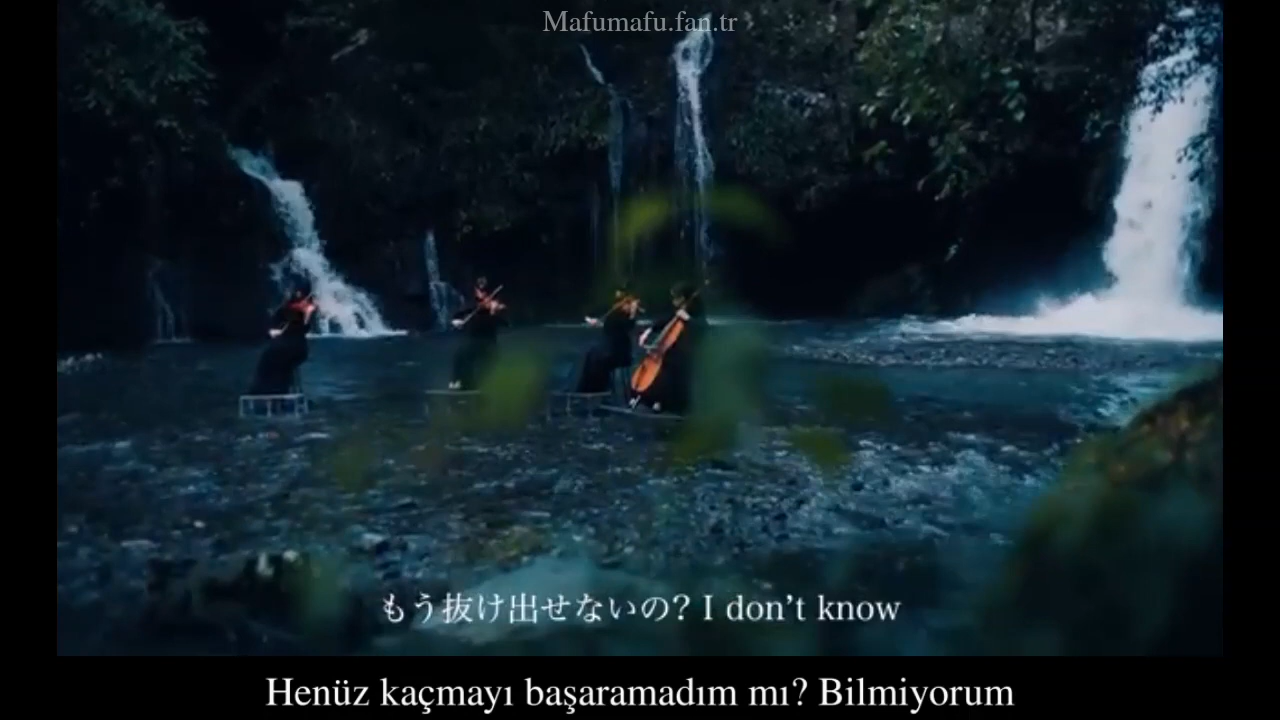 Mafumafu.fan.tr
もう抜け出せないの? I don't know
Henüz kaçmayı başaramadım mı? Bilmiyorum